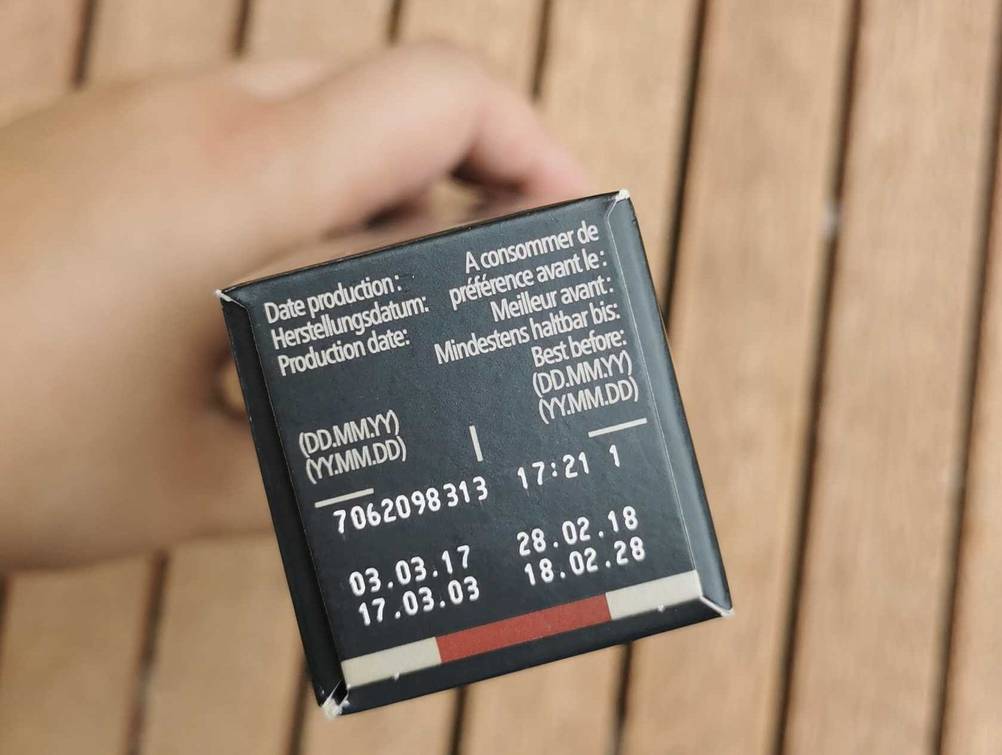 Date production :
Herstellungsdatum:
Production date:
(DD.MM.YY)
(YY.MM.DD)
A consommer de
préférence avant le :
Meilleur avant :
Mindestens haltbar bis:
Best before:
(DD.MM.YY)
(YY.MM.DD)
7062098313 17:21 1
03.03.17 28.02.18
17.03.03 18.02.28